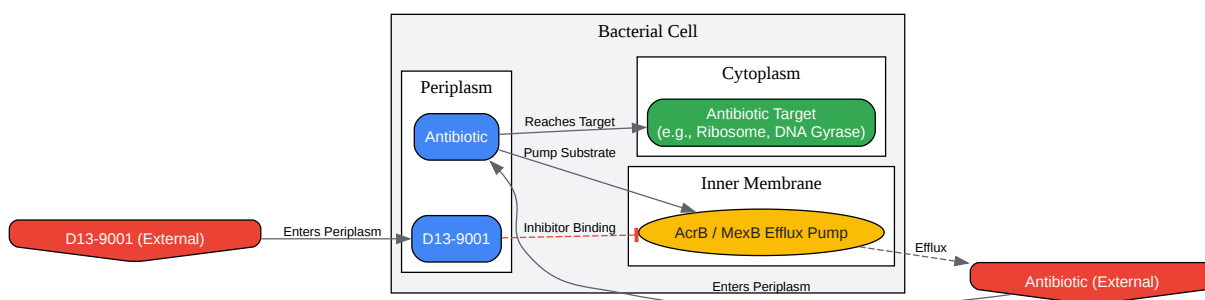 Bacterial Cell
Periplasm
Cytoplasm
Antibiotic
Reaches Target
Antibiotic Target
(e.g., Ribosome, DNA Gyrase)
Pump Substrate
Inner Membrane
D13-9001 (External)
Enters Periplasm
D13-9001
Inhibitor Binding
AcrB / MexB Efflux Pump
Efflux
Antibiotic (External)
Enters Periplasm